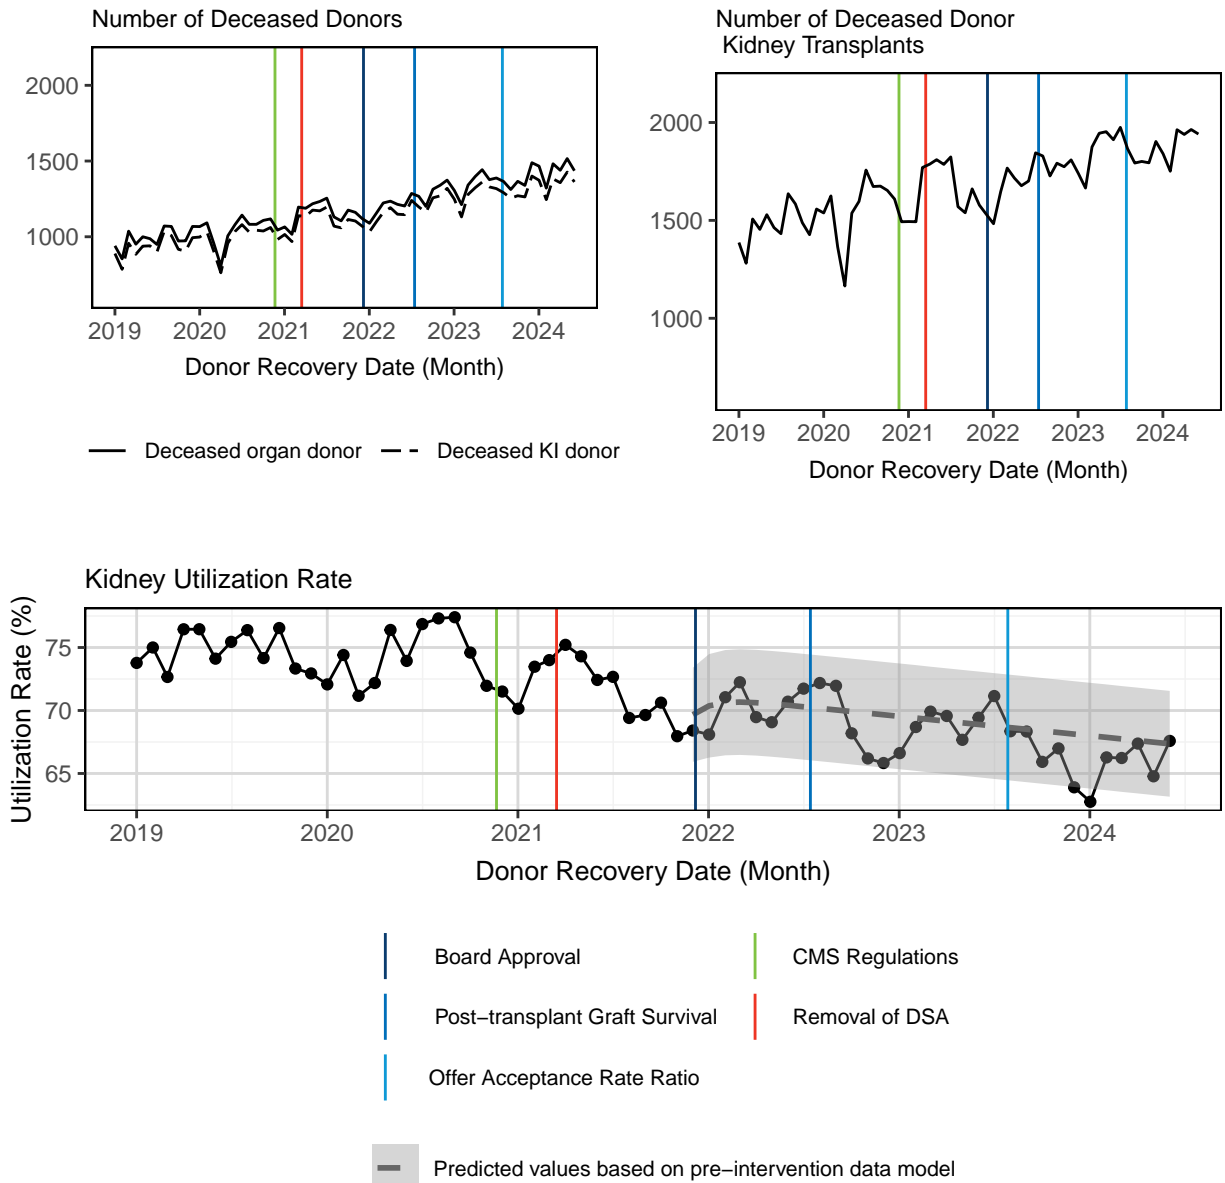 Number of Deceased Donors
2000
1500
1000
2019 2020 2021 2022 2023 2024
Donor Recovery Date (Month)
Deceased organ donor Deceased KI donor
Number of Deceased Donor
Kidney Transplants
2000
1500
1000
2019 2020 2021 2022 2023 2024
Donor Recovery Date (Month)
Kidney Utilization Rate
Utilization Rate (%)
75
70
65
2019 2020 2021 2022 2023 2024
Donor Recovery Date (Month)
Board Approval CMS Regulations
Post−transplant Graft Survival Removal of DSA
Offer Acceptance Rate Ratio
Predicted values based on pre−intervention data model